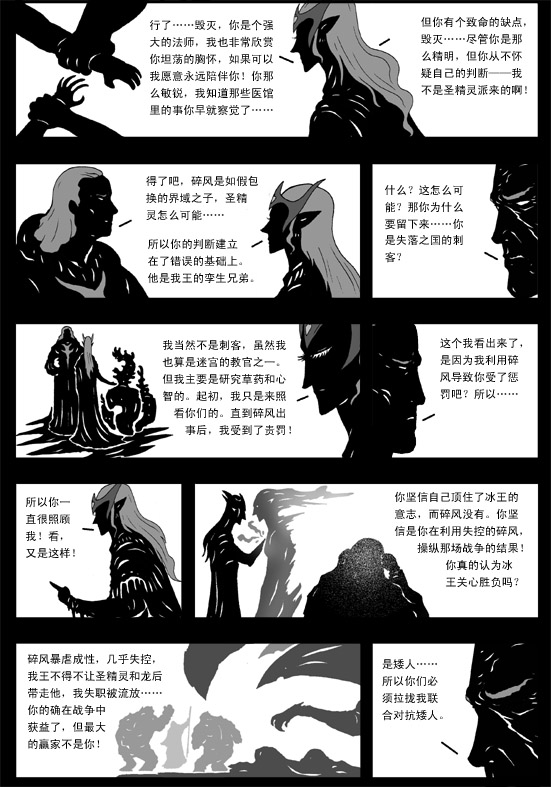 行了……毁灭，你是个强
大的法师，我也非常欣赏
你坦荡的胸怀，如果可以
我愿意永远陪伴你！你那
么敏锐，我知道那些医馆
里的事你早就察觉了……
但你有个致命的缺点，
毁灭……尽管你是那
么精明，但你从不怀
疑自己的判断——我
不是圣精灵派来的啊！
得了吧，碎风是如假包
换的界域之子，圣精
灵怎么可能……
所以你的判断建立
在了错误的基础上。
他是我王的孪生兄弟。
什么？这怎么可
能？那你为什么
要留下来……你
是失落之国的刺
客？
我当然不是刺客，虽然我
也算是迷宫的教官之一。
但我主要是研究草药和心
智的。起初，我只是来照
看你们的。直到碎风出
事后，我受到了责罚！
这个我看出来了，
是因为我利用碎
风导致你受了惩
罚吧？所以……
所以你一
直很照顾
我！看，
又是这样！
你坚信自己顶住了冰王的
意志，而碎风没有。你坚
信是你在利用失控的碎风，
操纵那场战争的结果！
你真的认为冰
王关心胜负吗？
碎风暴虐成性，几乎失控，
我王不得不让圣精灵和龙后
带走他，我失职被流放……
你的确在战争中
获益了，但最大
的赢家不是你！
是矮人……
所以你们必
须拉拢我联
合对抗矮人。